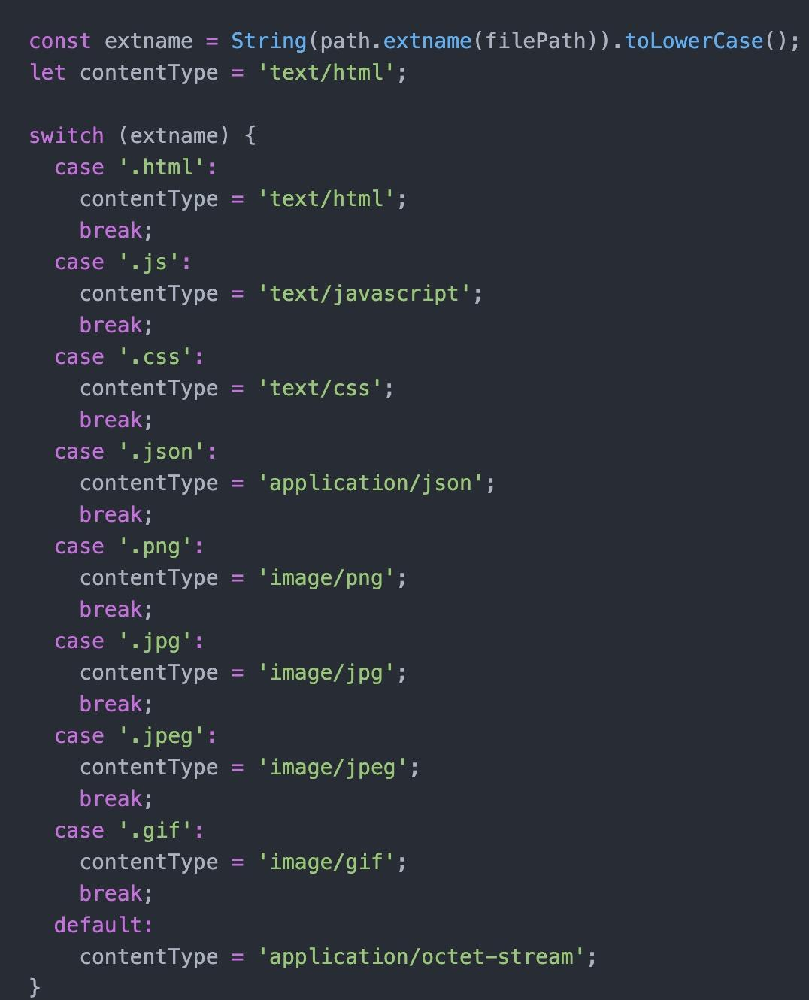 const extname = String(path.extname(filePath)).toLowerCase();
let contentType = 'text/html';

switch (extname) {
  case '.html':
    contentType = 'text/html';
    break;
  case '.js':
    contentType = 'text/javascript';
    break;
  case '.css':
    contentType = 'text/css';
    break;
  case '.json':
    contentType = 'application/json';
    break;
  case '.png':
    contentType = 'image/png';
    break;
  case '.jpg':
    contentType = 'image/jpg';
    break;
  case '.jpeg':
    contentType = 'image/jpeg';
    break;
  case '.gif':
    contentType = 'image/gif';
    break;
  default:
    contentType = 'application/octet-stream';
}